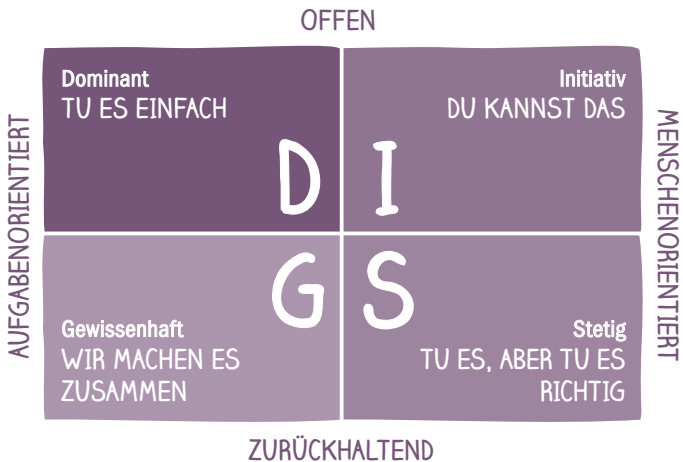 OFFEN
AUFGABENORIENTIERT
Dominant
TU ES EINFACH
D
Initiativ
DU KANNST DAS
I
MENSCHENORIENTIERT
G
Gewissenhaft
WIR MACHEN ES
ZUSAMMEN
S
Stetig
TU ES, ABER TU ES
RICHTIG
ZURÜCKHALTEND